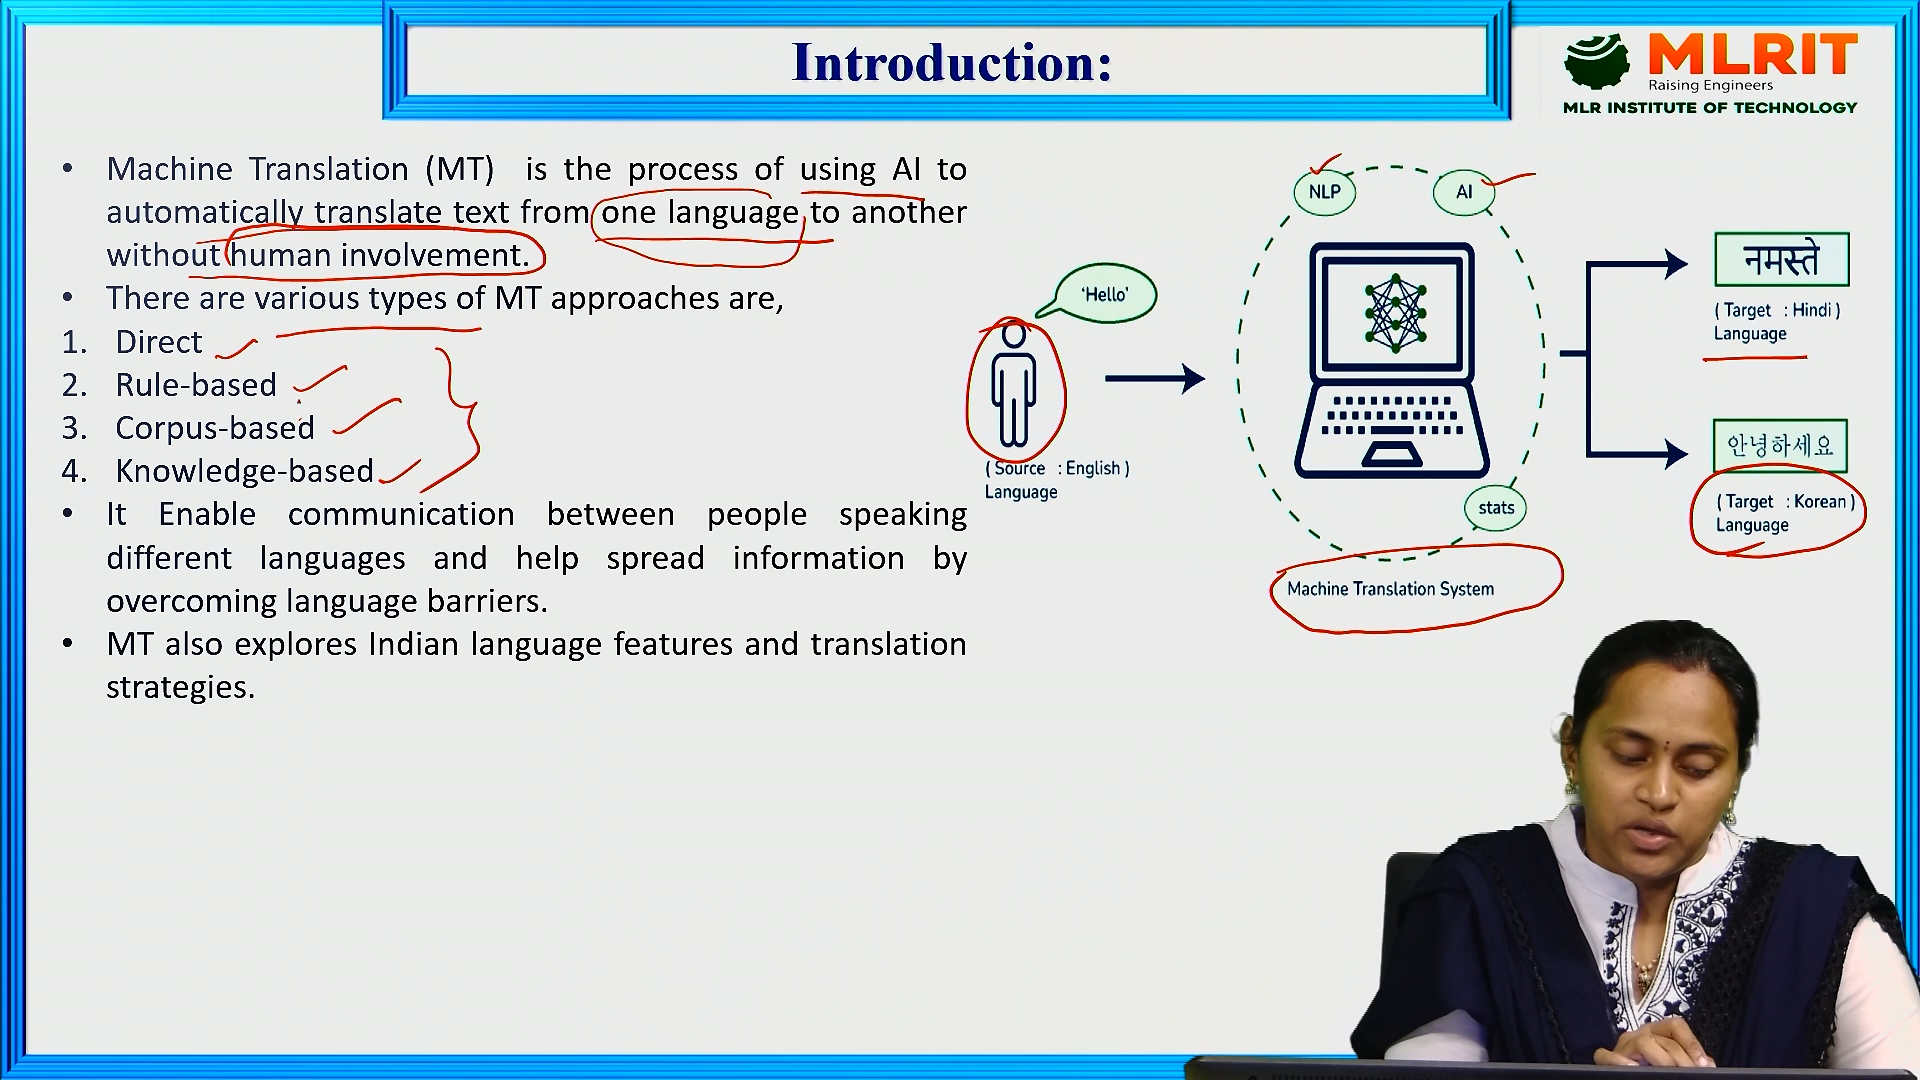 Introduction:
MLRIT
Raising Engineers
MLR INSTITUTE OF TECHNOLOGY
• Machine Translation (MT) is the process of using AI to
automatically translate text from one language to another
without human involvement.
• There are various types of MT approaches are,
1. Direct
2. Rule-based
3. Corpus-based
4. Knowledge-based
• It Enable communication between people speaking
different languages and help spread information by
overcoming language barriers.
• MT also explores Indian language features and translation
strategies.
'Hello'
( Source : English )
Language
NLP
AI
stats
Machine Translation System
नमस्ते
( Target : Hindi )
Language
안녕하세요
( Target : Korean )
Language